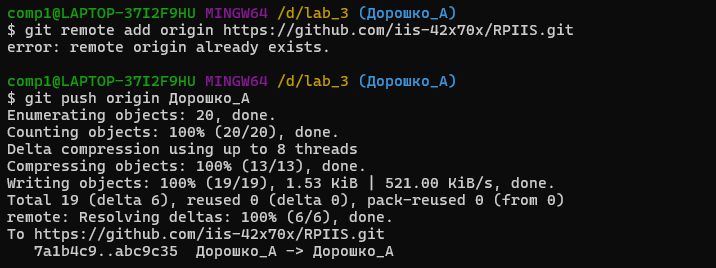 comp1@LAPTOP-37I2F9HU MINGW64 /d/lab_3 (Дорошко_А)
$ git remote add origin https://github.com/iis-42x70x/RPIIS.git
error: remote origin already exists.
comp1@LAPTOP-37I2F9HU MINGW64 /d/lab_3 (Дорошко_А)
$ git push origin Дорошко_А
Enumerating objects: 20, done.
Counting objects: 100% (20/20), done.
Delta compression using up to 8 threads
Compressing objects: 100% (13/13), done.
Writing objects: 100% (19/19), 1.53 KiB | 521.00 KiB/s, done.
Total 19 (delta 6), reused 0 (delta 0), pack-reused 0 (from 0)
remote: Resolving deltas: 100% (6/6), done.
To https://github.com/iis-42x70x/RPIIS.git
   7a1b4c9..abc9c35  Дорошко_А -> Дорошко_А